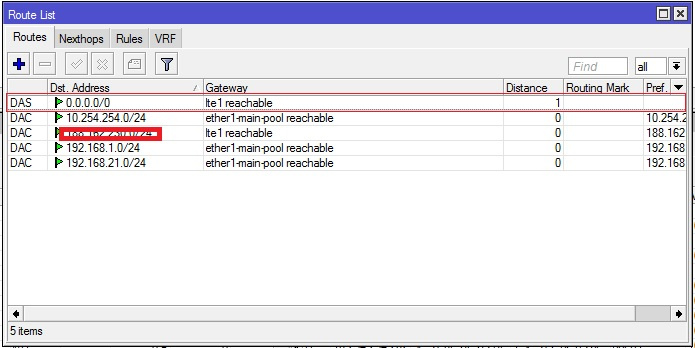 Route List
Routes Nexthops Rules VRF
Find all
Dst. Address Gateway Distance Routing Mark Pref.
DAS 0.0.0.0/0 lte1 reachable 1
DAC 10.254.254.0/24 ether1-main-pool reachable 0 10.254.2
DAC lte1 reachable 0 188.162
DAC 192.168.1.0/24 ether1-main-pool reachable 0 192.168
DAC 192.168.21.0/24 ether1-main-pool reachable 0 192.168
5 items